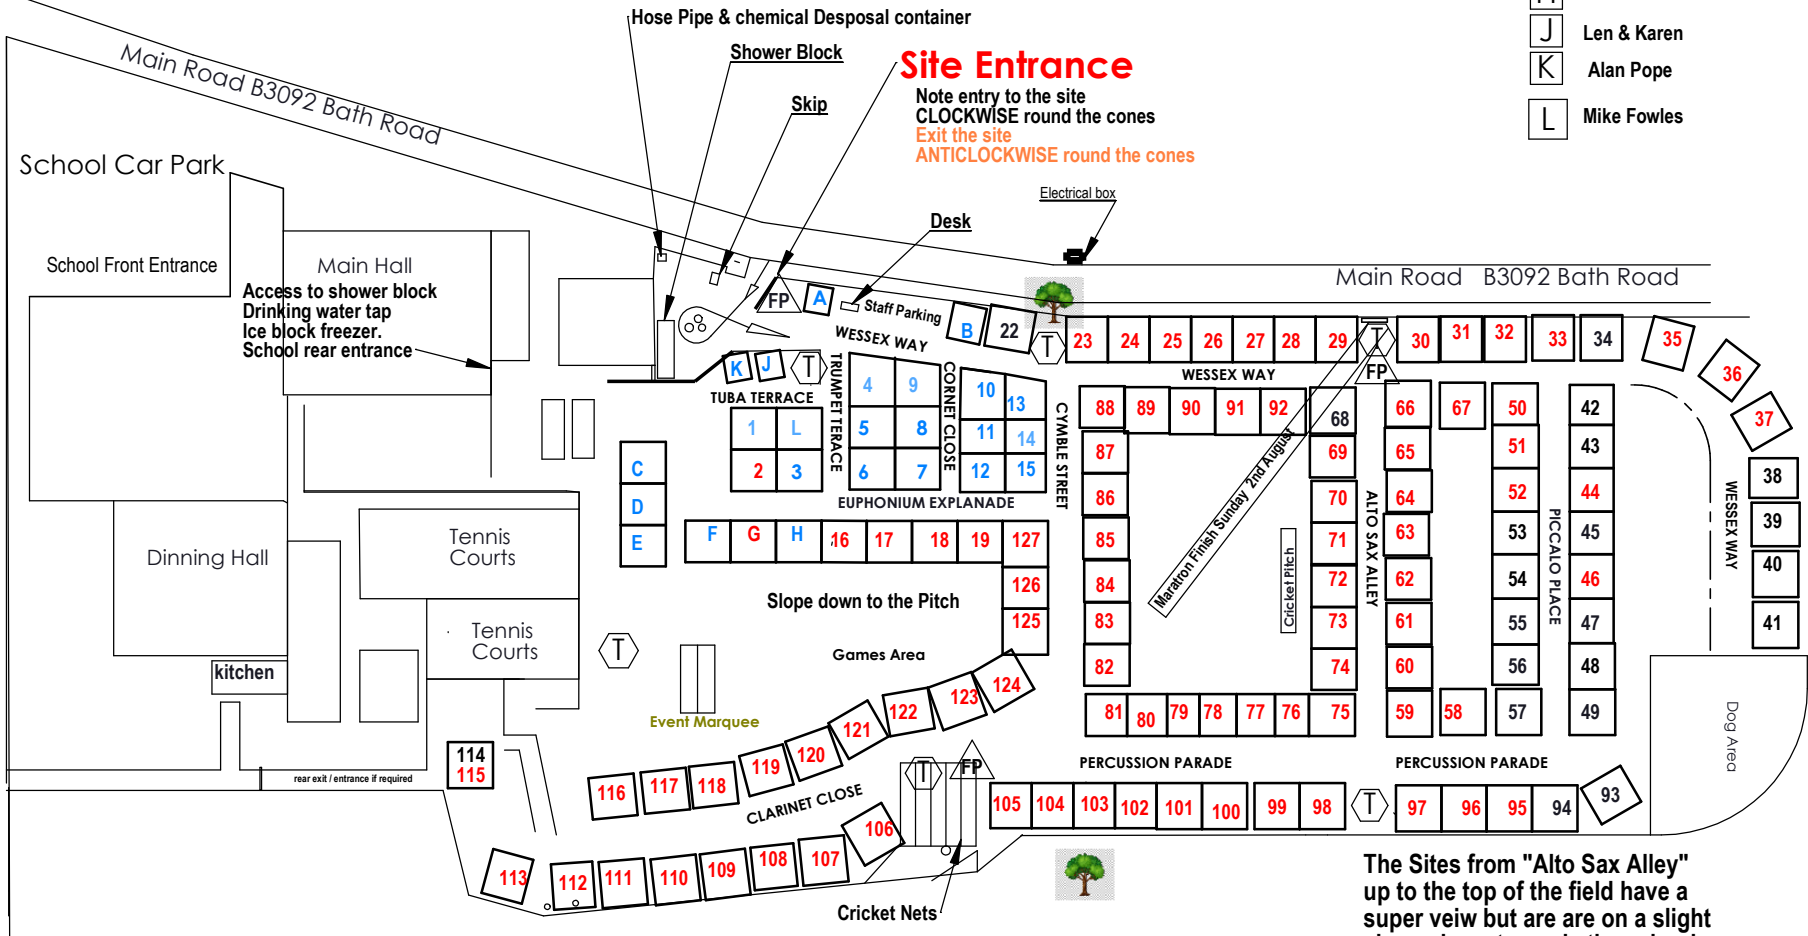 Hose Pipe & chemical Desposal container
Shower Block
Skip
Site Entrance
Note entry to the site
CLOCKWISE round the cones
Exit the site
ANTICLOCKWISE round the cones
J Len & Karen
K Alan Pope
L Mike Fowles
Main Road B3092 Bath Road
School Car Park
School Front Entrance
Main Hall
Access to shower block
Drinking water tap
Ice block freezer.
School rear entrance
Desk
Electrical box
Main Road B3092 Bath Road
FP
A
Staff Parking
B
22
T
23 24 25 26 27 28 29
T
FP
30 31 32 33 34 35
36
37
WESSEX WAY
WESSEX WAY
K J T
TUBA TERRACE
TRUMPET TERACE
CORNET CLOSE
CYMBLE STREET
4 9
5 8
6 7
10 13
11 14
12 15
1 L
2 3
EUPHONIUM EXPLANADE
C
D
E
F G H 16 17 18 19 127
126
125
Slope down to the Pitch
Games Area
88 89 90 91 92 68
87
86
85
84
83
82
81 80 79 78 77 76 75
69
70
71
72
73
74
Cricket Pitch
Maratron Finish Sunday 2nd August
ALTO SAX ALLEY
66 67 50
65 51
64 52
63 53
62 54
61 55
60 56
59 58 57
PICCALO PLACE
42
43
44
45
46
47
48
49
WESSEX WAY
38
39
40
41
Dog Area
Dinning Hall
kitchen
Tennis
Courts
Tennis
Courts
T
Event Marquee
124
123
122
121
120
119
118
117
116
CLARINET CLOSE
114
115
rear exit / entrance if required
113 112 111 110 109 108 107 106
T
FP
Cricket Nets
PERCUSSION PARADE
PERCUSSION PARADE
105 104 103 102 101 100 99 98
T
97 96 95 94 93
The Sites from "Alto Sax Alley"
up to the top of the field have a
super veiw but are are on a slight